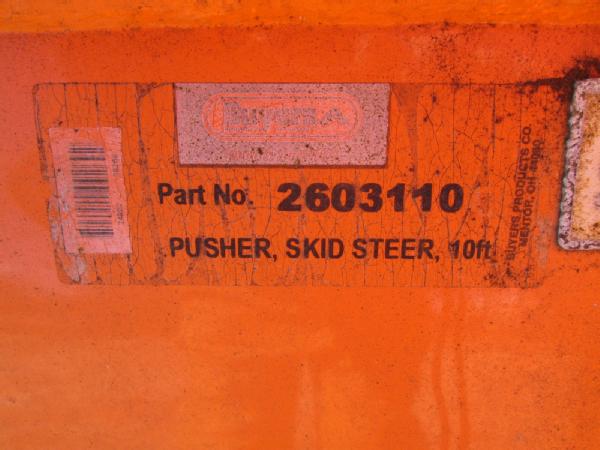 BUYERS
Part No. 2603110
PUSHER, SKID STEER, 10ft
BUYERS PRODUCTS CO.
MENTOR, OH